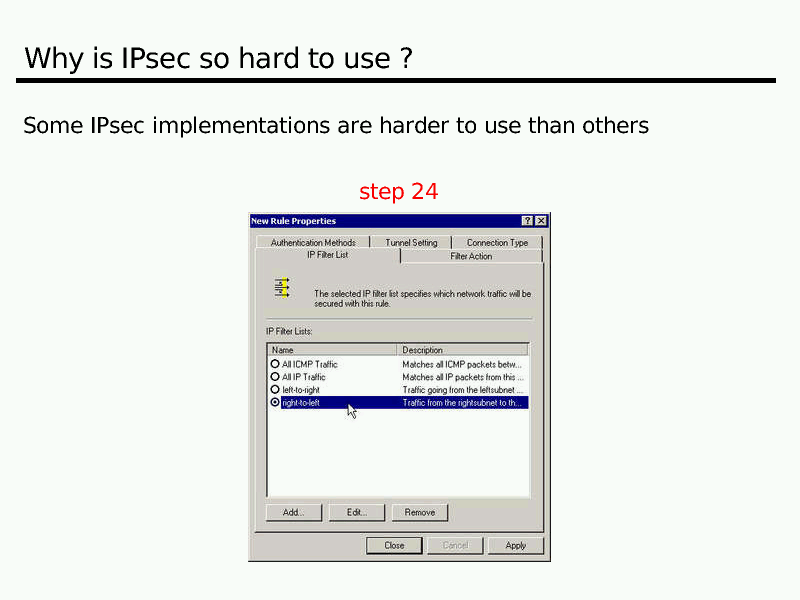 Why is IPsec so hard to use ?
Some IPsec implementations are harder to use than others
step 24
New Rule Properties
Authentication Methods Tunnel Setting Connection Type
IP Filter List Filter Action
The selected IP filter list specifies which network traffic will be
secured with this rule.
IP Filter Lists:
Name Description
All ICMP Traffic Matches all ICMP packets betw...
All IP Traffic Matches all IP packets from this ...
left-to-right Traffic going from the leftsubnet ...
right-to-left Traffic from the rightsubnet to th...
Add... Edit... Remove
Close Cancel Apply